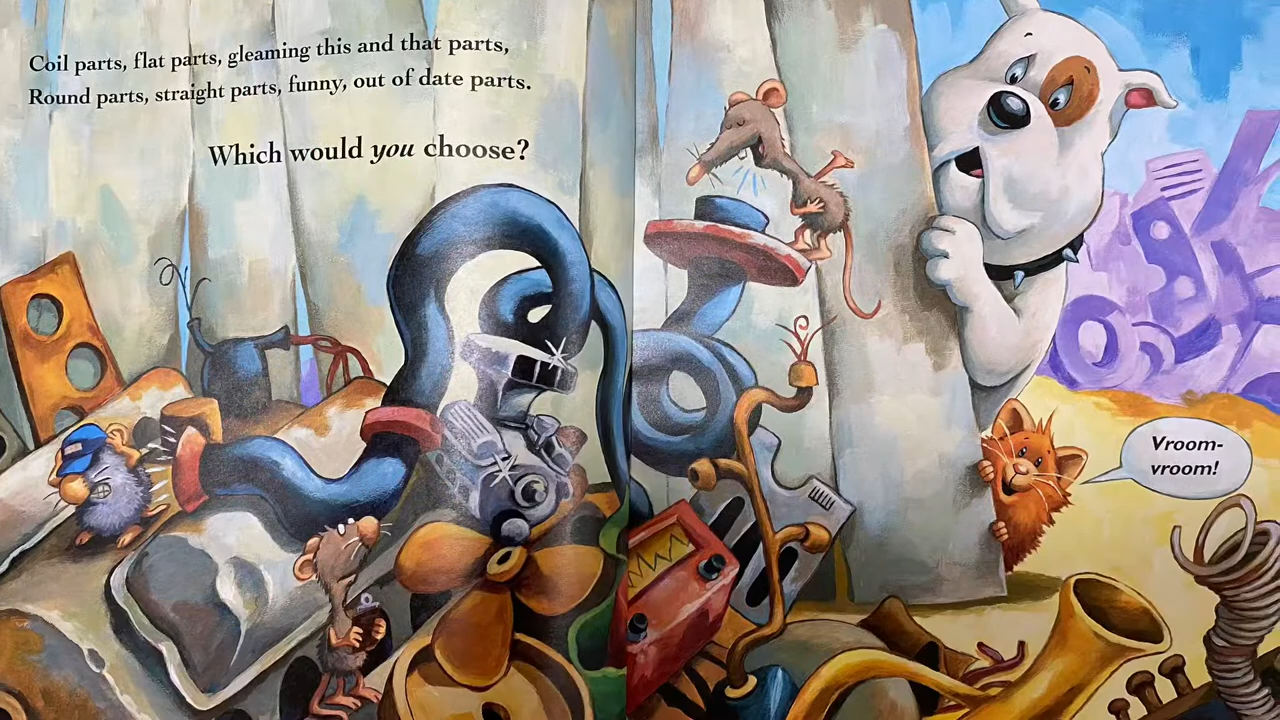 Coil parts, flat parts, gleaming this and that parts,
Round parts, straight parts, funny, out of date parts.
Which would you choose?
Vroom-
vroom!